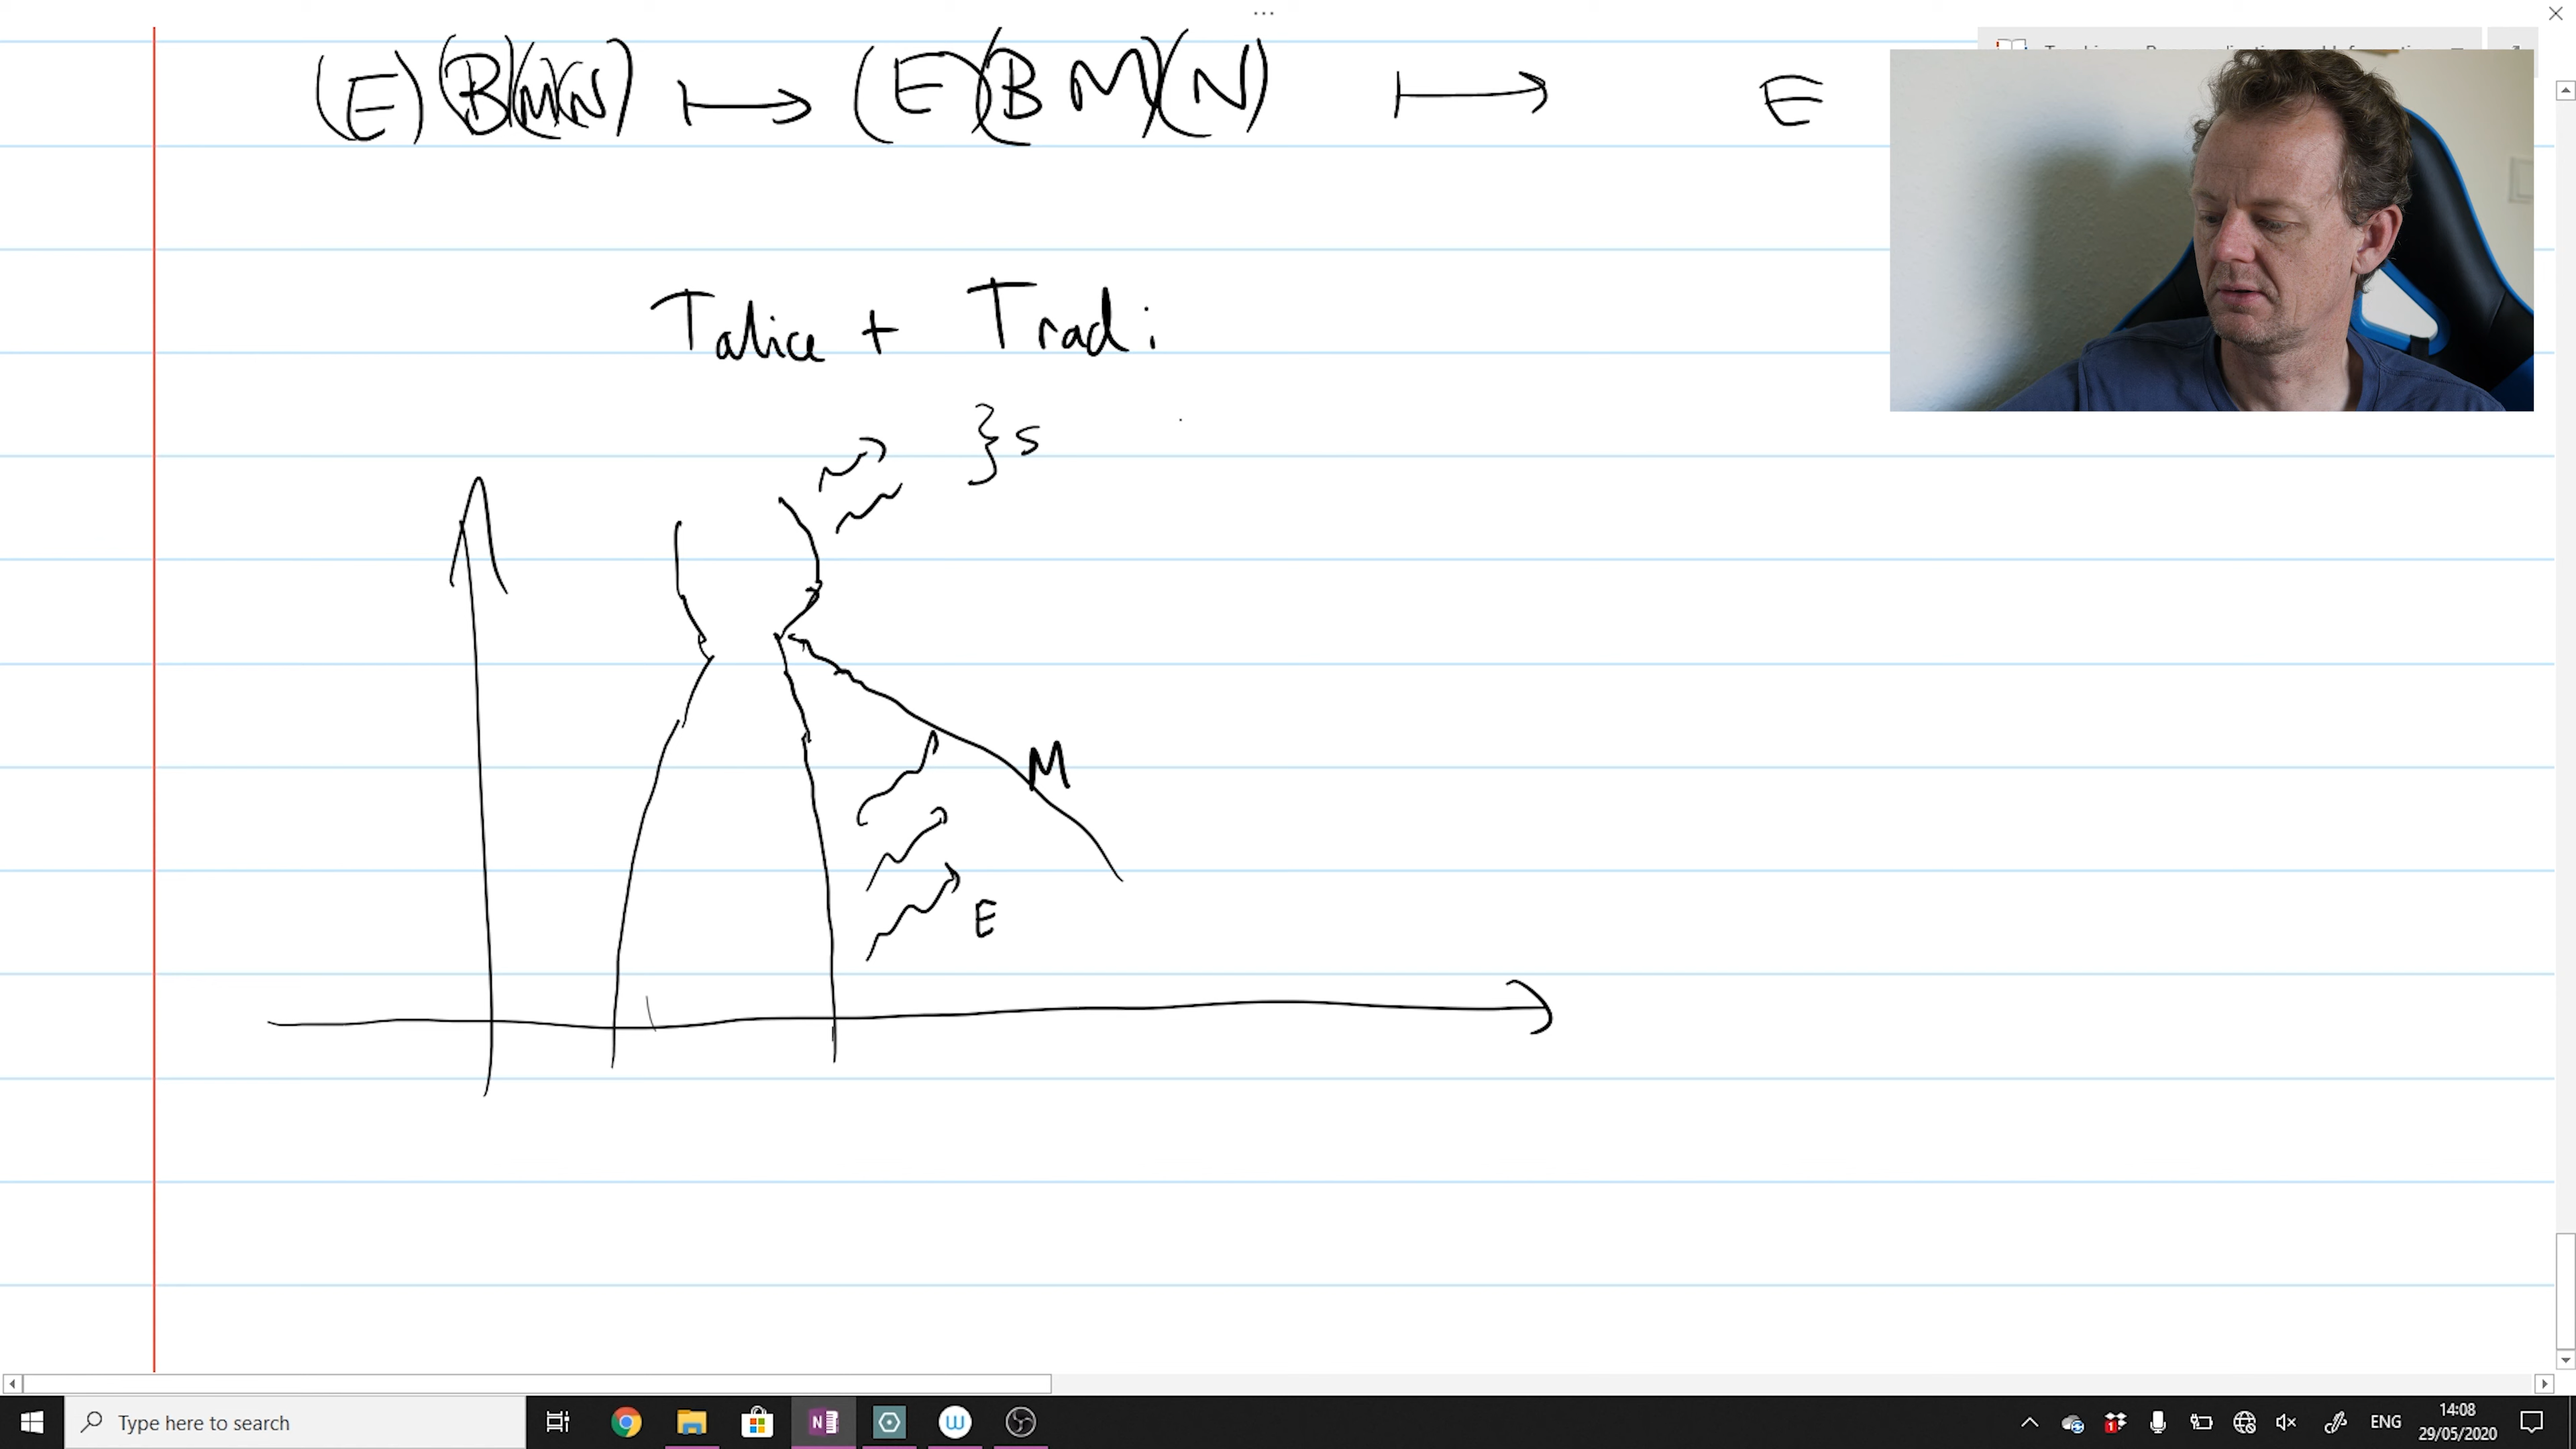 (E)(B)(M)(N) ↦ (E)(B M)(N) ↦ E
Talice + Trad:
} S
M
E
Type here to search
ENG
14:08
29/05/2020